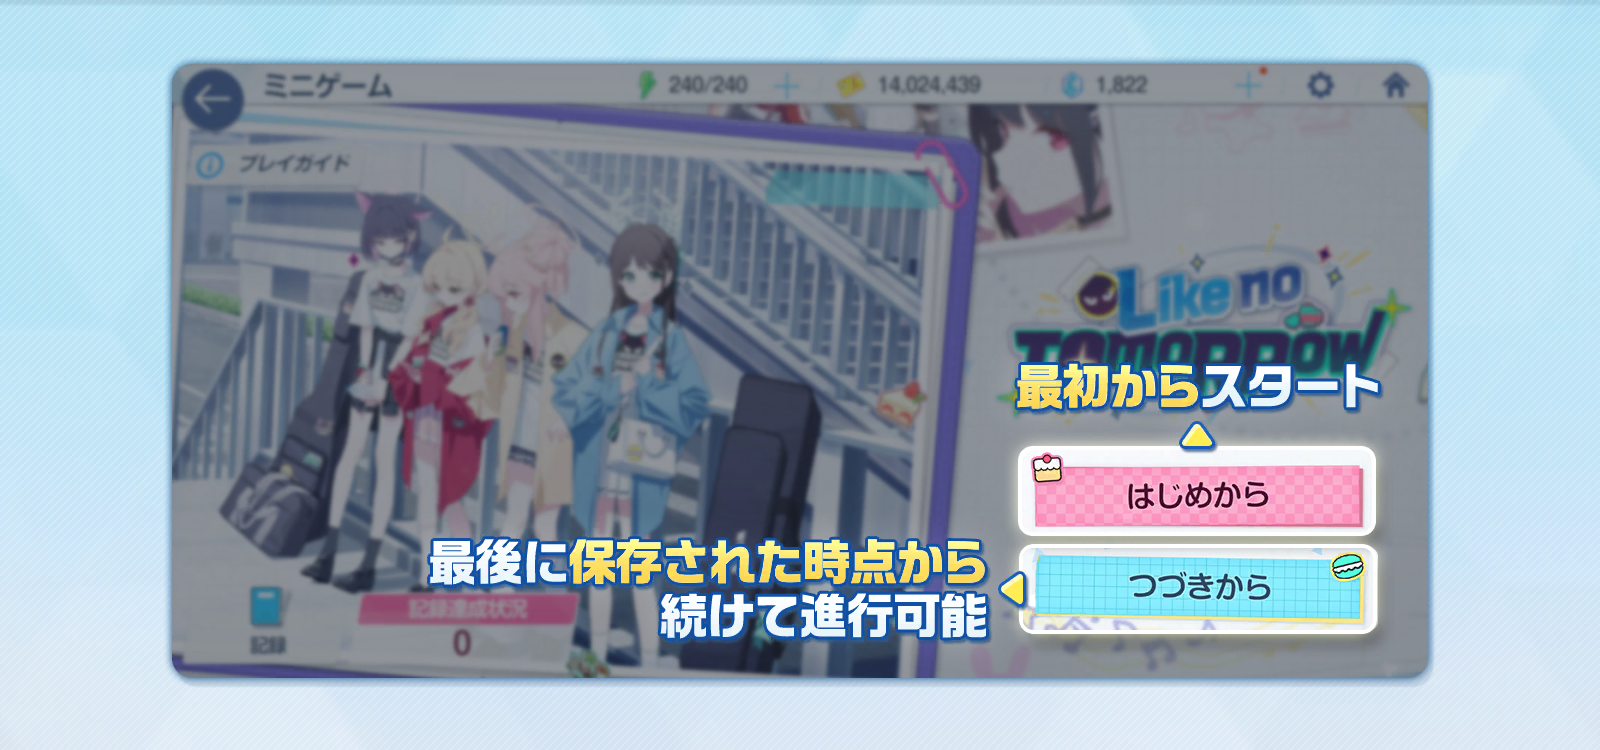 ミニゲーム
240/240
14,024,439
1,822
プレイガイド
Like no
TOMORROW
最初からスタート
はじめから
最後に保存された時点から
続けて進行可能
つづきから
記録
記録達成状況
0